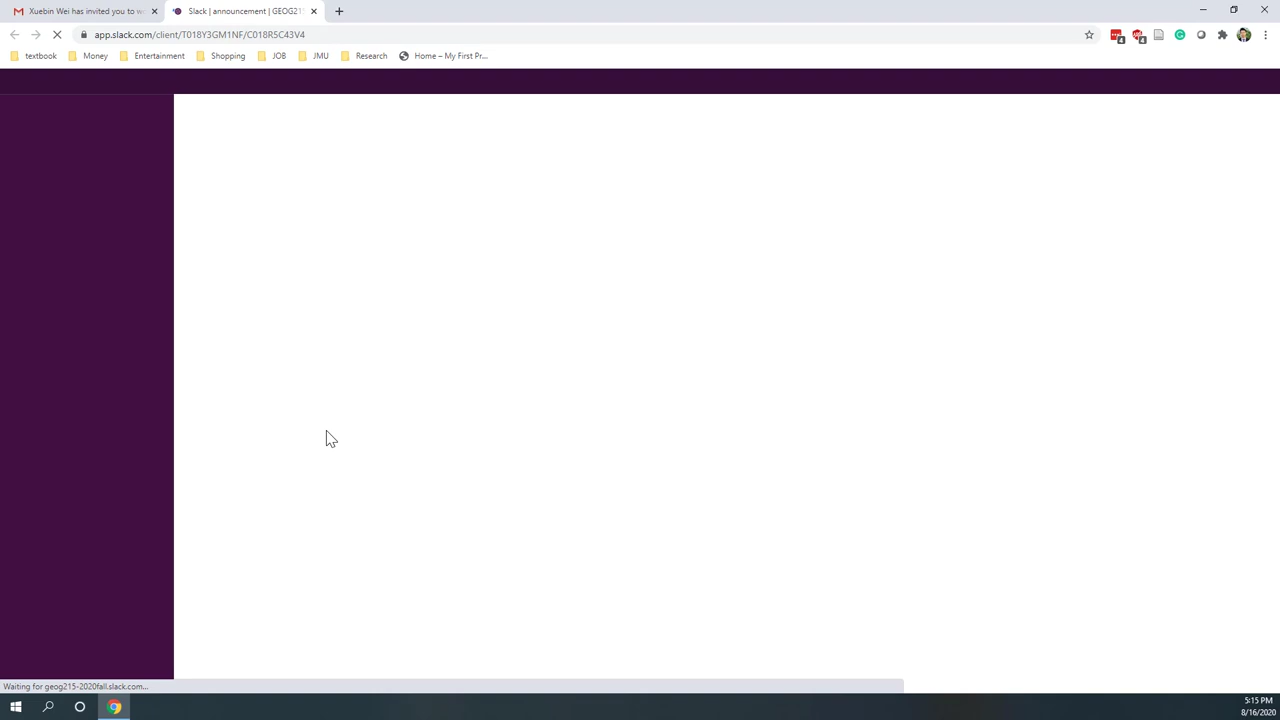 Xuebin Wei has invited you to w
Slack | announcement | GEOG21
app.slack.com/client/T018Y3GM1NF/C018R5C43V4
textbook
Money
Entertainment
Shopping
JOB
JMU
Research
Home – My First Pr...
Waiting for geog215-2020fall.slack.com...
5:15 PM
8/16/2020